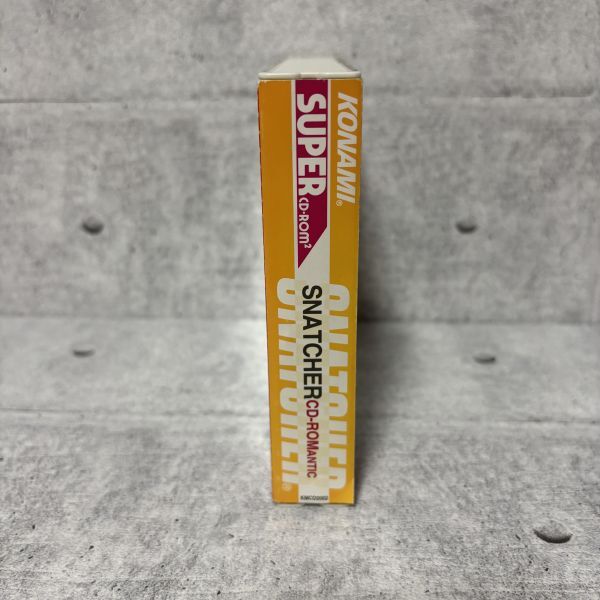 KONAMI®
SUPER CD-ROM²
SNATCHER
SNATCHER CD-ROMANTIC
KMCD2002